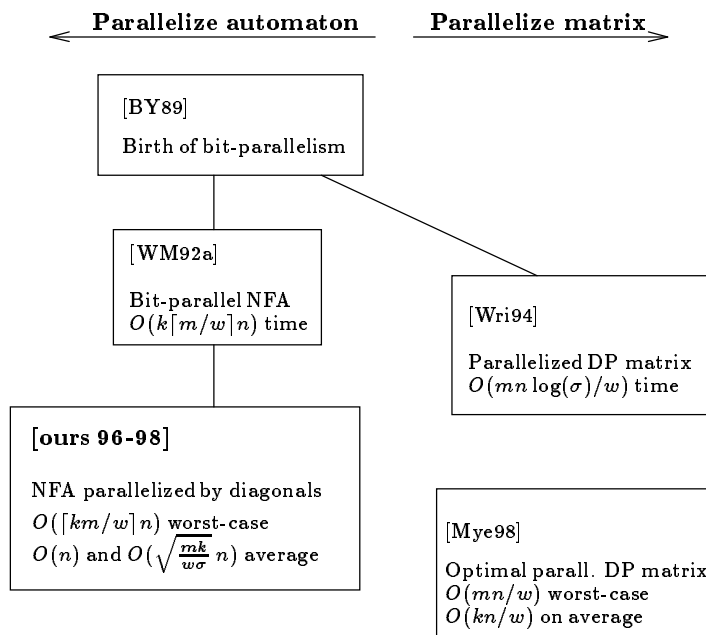 Parallelize automaton
Parallelize matrix
[BY89]
Birth of bit-parallelism
[WM92a]
Bit-parallel NFA
O(k⌈m/w⌉n) time
[Wri94]
Parallelized DP matrix
O(mn log(σ)/w) time
[ours 96-98]
NFA parallelized by diagonals
O(⌈km/w⌉n) worst-case
O(n) and O(√(mk/wσ) n) average
[Mye98]
Optimal parall. DP matrix
O(mn/w) worst-case
O(kn/w) on average